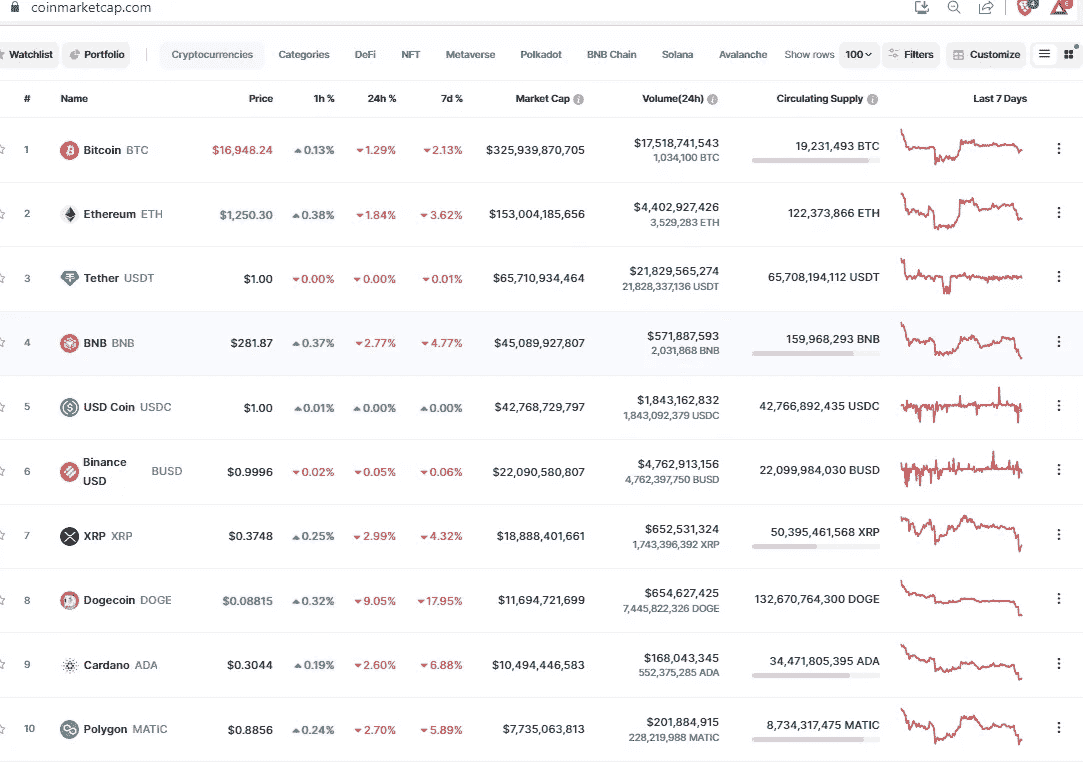 coinmarketcap.com
4 6
Watchlist Portfolio Cryptocurrencies Categories DeFi NFT Metaverse Polkadot BNB Chain Solana Avalanche Show rows 100 Filters Customize
# Name Price 1h % 24h % 7d % Market Cap Volume(24h) Circulating Supply Last 7 Days
1 Bitcoin BTC $16,948.24 0.13% 1.29% 2.13% $325,939,870,705 $17,518,741,543 19,231,493 BTC
1,034,100 BTC
2 Ethereum ETH $1,250.30 0.38% 1.84% 3.62% $153,004,185,656 $4,402,927,426 122,373,866 ETH
3,529,283 ETH
3 Tether USDT $1.00 0.00% 0.00% 0.01% $65,710,934,464 $21,829,565,274 65,708,194,112 USDT
21,828,337,136 USDT
4 BNB BNB $281.87 0.37% 2.77% 4.77% $45,089,927,807 $571,887,593 159,968,293 BNB
2,031,868 BNB
5 USD Coin USDC $1.00 0.01% 0.00% 0.00% $42,768,729,797 $1,843,162,832 42,766,892,435 USDC
1,843,092,379 USDC
6 Binance USD BUSD $0.9996 0.02% 0.05% 0.06% $22,090,580,807 $4,762,913,156 22,099,984,030 BUSD
4,762,397,750 BUSD
7 XRP XRP $0.3748 0.25% 2.99% 4.32% $18,888,401,661 $652,531,324 50,395,461,568 XRP
1,743,396,392 XRP
8 Dogecoin DOGE $0.08815 0.32% 9.05% 17.95% $11,694,721,699 $654,627,425 132,670,764,300 DOGE
7,445,822,326 DOGE
9 Cardano ADA $0.3044 0.19% 2.60% 6.88% $10,494,446,583 $168,043,345 34,471,805,395 ADA
552,375,285 ADA
10 Polygon MATIC $0.8856 0.24% 2.70% 5.89% $7,735,063,813 $201,884,915 8,734,317,475 MATIC
228,219,988 MATIC